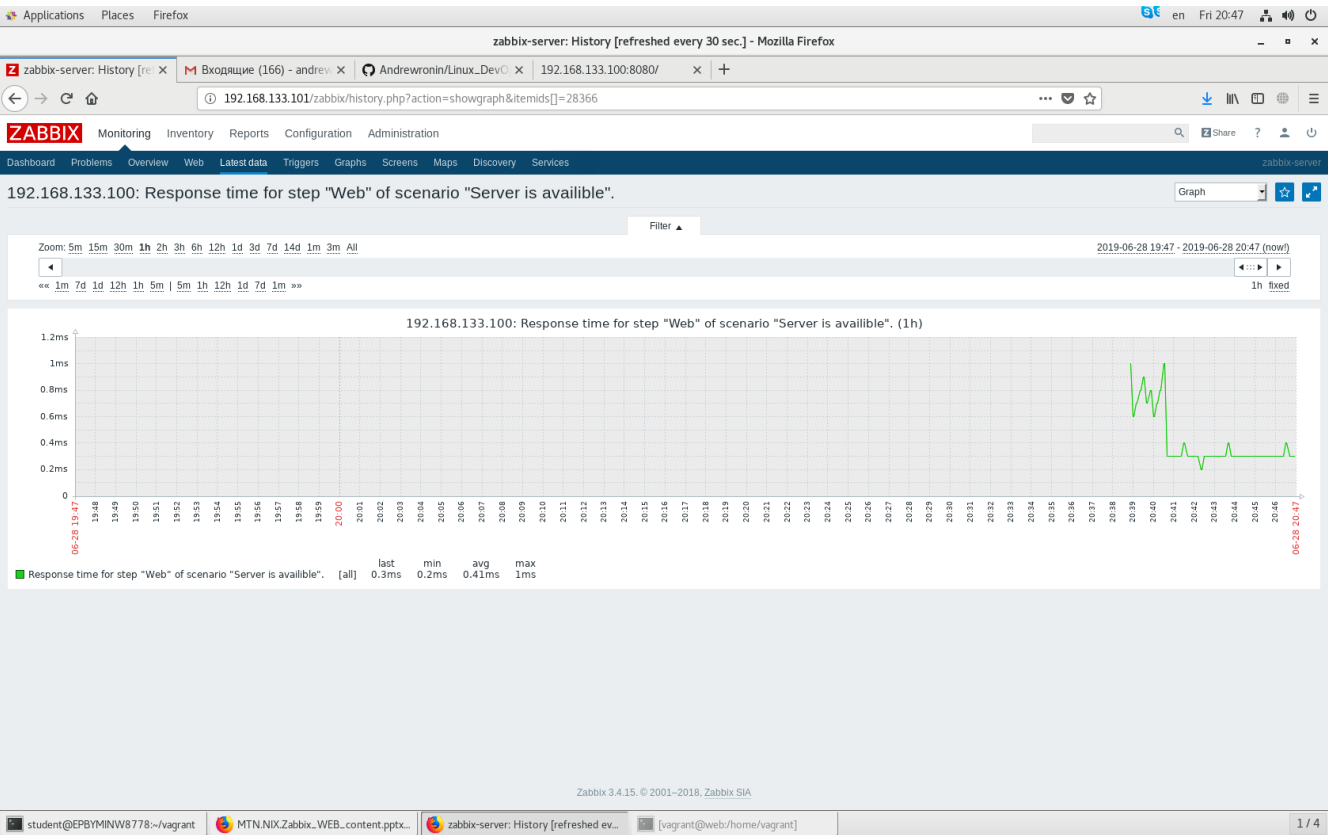 Applications Places Firefox en Fri 20:47
zabbix-server: History [refreshed every 30 sec.] - Mozilla Firefox
zabbix-server: History [re Входящие (166) - andrew Andrewronin/Linux_DevO 192.168.133.100:8080/
192.168.133.101/zabbix/history.php?action=showgraph&itemids[]=28366
ZABBIX Monitoring Inventory Reports Configuration Administration Z Share ?
Dashboard Problems Overview Web Latest data Triggers Graphs Screens Maps Discovery Services zabbix-server
192.168.133.100: Response time for step "Web" of scenario "Server is availible". Graph
Filter
Zoom: 5m 15m 30m 1h 2h 3h 6h 12h 1d 3d 7d 14d 1m 3m All 2019-06-28 19:47 - 2019-06-28 20:47 (now!)
«« 1m 7d 1d 12h 1h 5m | 5m 1h 12h 1d 7d 1m »» 1h fixed
192.168.133.100: Response time for step "Web" of scenario "Server is availible". (1h)
1.2ms
1ms
0.8ms
0.6ms
0.4ms
0.2ms
0
06-28 19:47 19:48 19:49 19:50 19:51 19:52 19:53 19:54 19:55 19:56 19:57 19:58 19:59 20:00 20:01 20:02 20:03 20:04 20:05 20:06 20:07 20:08 20:09 20:10 20:11 20:12 20:13 20:14 20:15 20:16 20:17 20:18 20:19 20:20 20:21 20:22 20:23 20:24 20:25 20:26 20:27 20:28 20:29 20:30 20:31 20:32 20:33 20:34 20:35 20:36 20:37 20:38 20:39 20:40 20:41 20:42 20:43 20:44 20:45 20:46 06-28 20:47
last min avg max
Response time for step "Web" of scenario "Server is availible". [all] 0.3ms 0.2ms 0.41ms 1ms
Zabbix 3.4.15. © 2001–2018, Zabbix SIA
student@EPBYMINW8778:~/vagrant MTN.NIX.Zabbix_WEB_content.pptx... zabbix-server: History [refreshed ev... [vagrant@web:/home/vagrant] 1 / 4